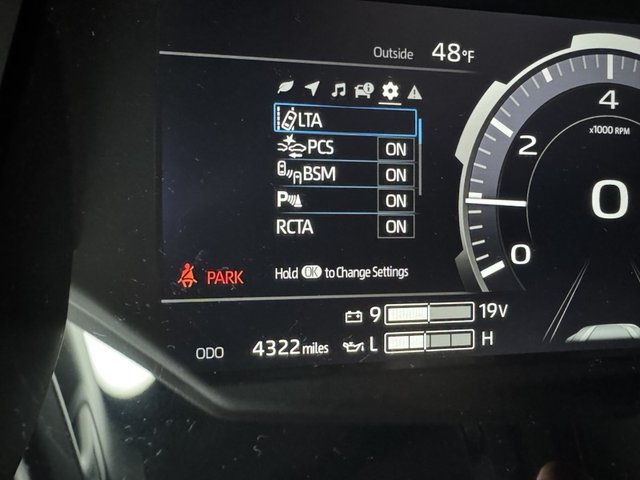 Outside 48°F
LTA
PCS ON
BSM ON
P ON
RCTA ON
Hold OK to Change Settings
PARK
9 19V
ODO 4322 miles
L H
4
x1000 RPM
2
0
0